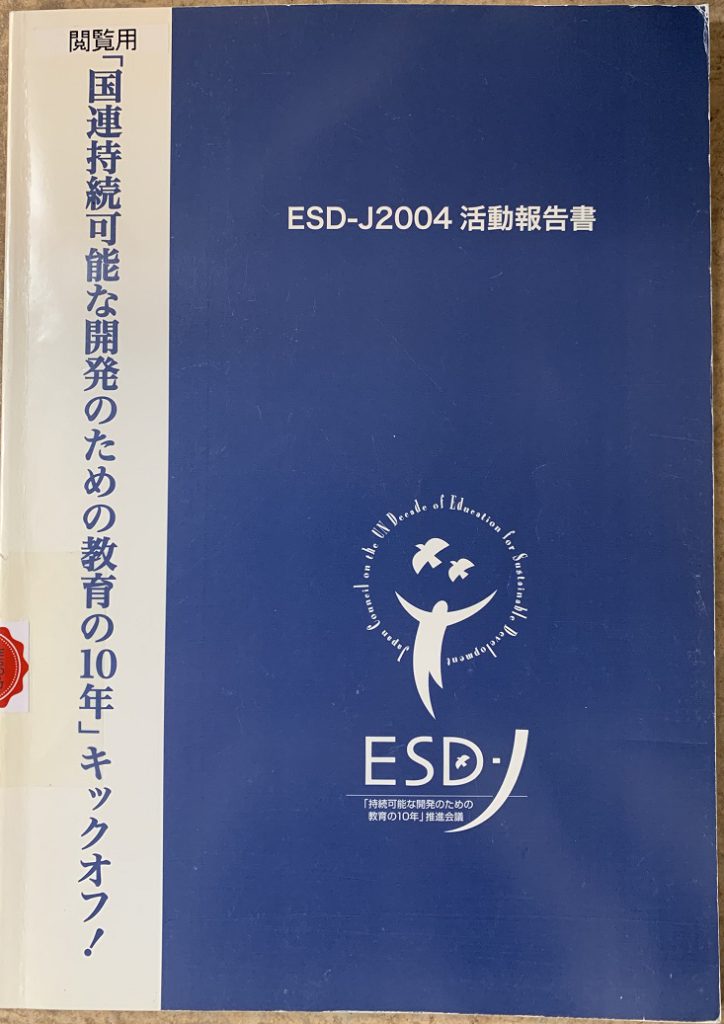 閲覧用
「国連持続可能な開発のための教育の10年」キックオフ!
ESD-J2004 活動報告書
Japan Council on the UN Decade of Education for Sustainable Development
ESD-J
「持続可能な開発のための
教育の10年」推進会議